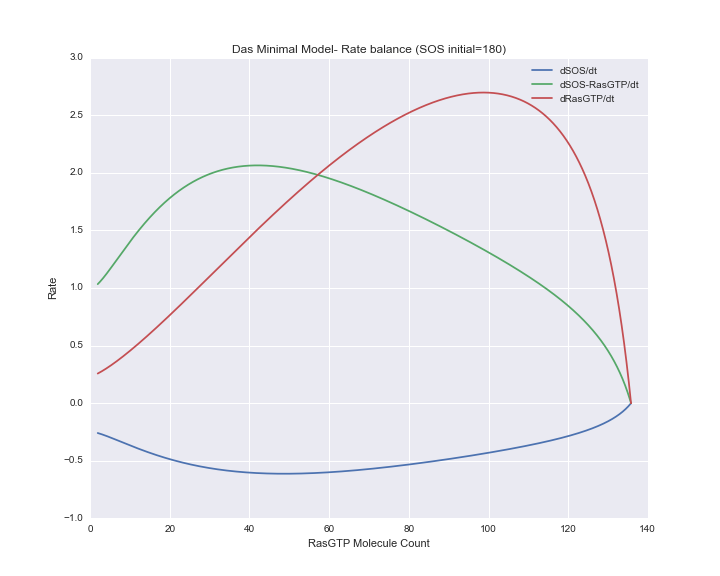 Das Minimal Model- Rate balance (SOS initial=180)
dSOS/dt
dSOS-RasGTP/dt
dRasGTP/dt
3.0
2.5
2.0
1.5
1.0
0.5
0.0
−0.5
−1.0
Rate
0 20 40 60 80 100 120 140
RasGTP Molecule Count